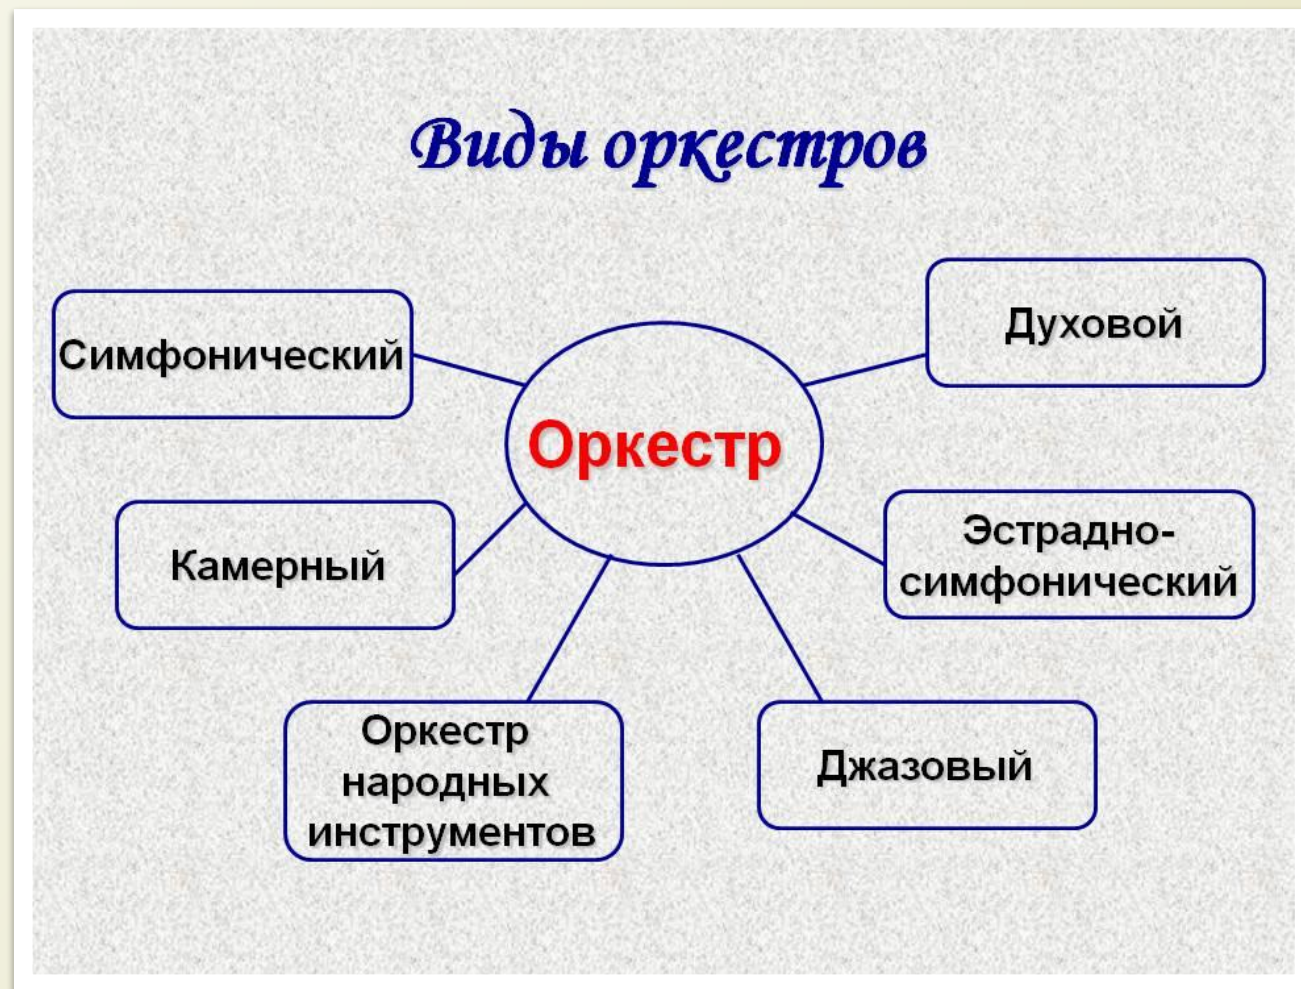 Виды оркестров
Симфонический
Духовой
Оркестр
Камерный
Эстрадно-
симфонический
Оркестр
народных
инструментов
Джазовый